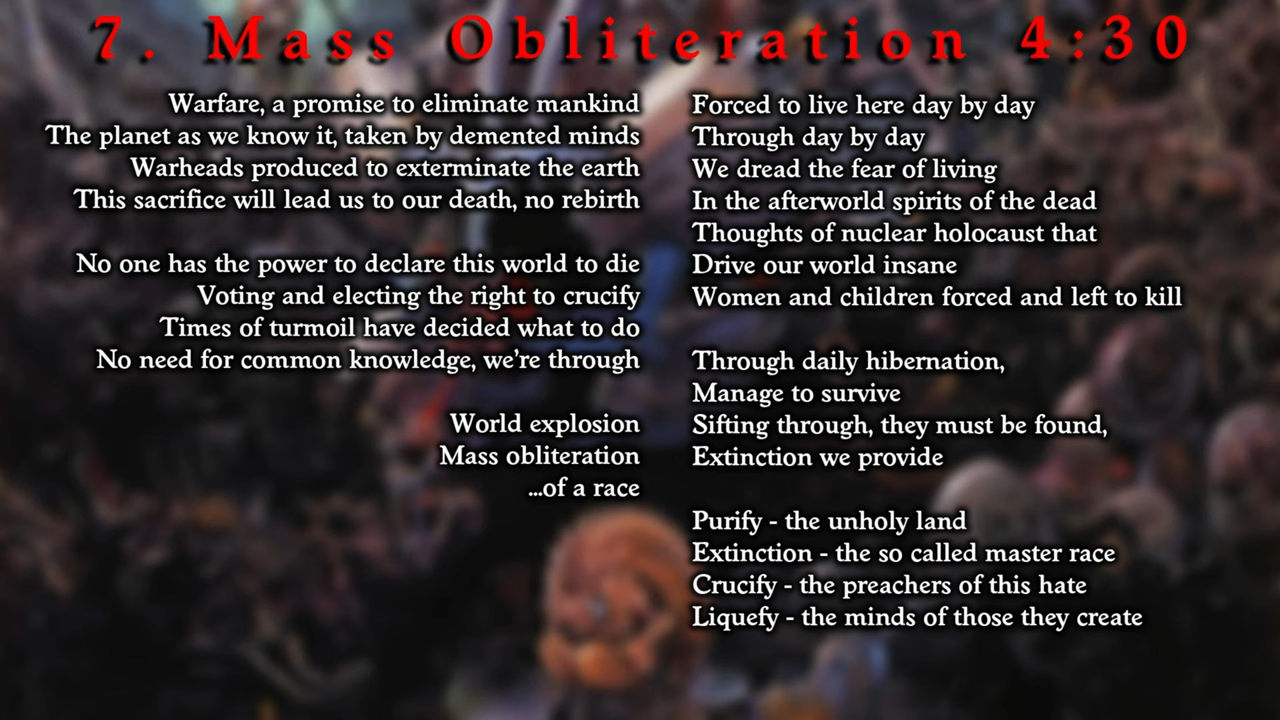 7. Mass Obliteration 4:30
Warfare, a promise to eliminate mankind
The planet as we know it, taken by demented minds
Warheads produced to exterminate the earth
This sacrifice will lead us to our death, no rebirth
No one has the power to declare this world to die
Voting and electing the right to crucify
Times of turmoil have decided what to do
No need for common knowledge, we're through
World explosion
Mass obliteration
...of a race
Forced to live here day by day
Through day by day
We dread the fear of living
In the afterworld spirits of the dead
Thoughts of nuclear holocaust that
Drive our world insane
Women and children forced and left to kill
Through daily hibernation,
Manage to survive
Sifting through, they must be found,
Extinction we provide
Purify - the unholy land
Extinction - the so called master race
Crucify - the preachers of this hate
Liquefy - the minds of those they create